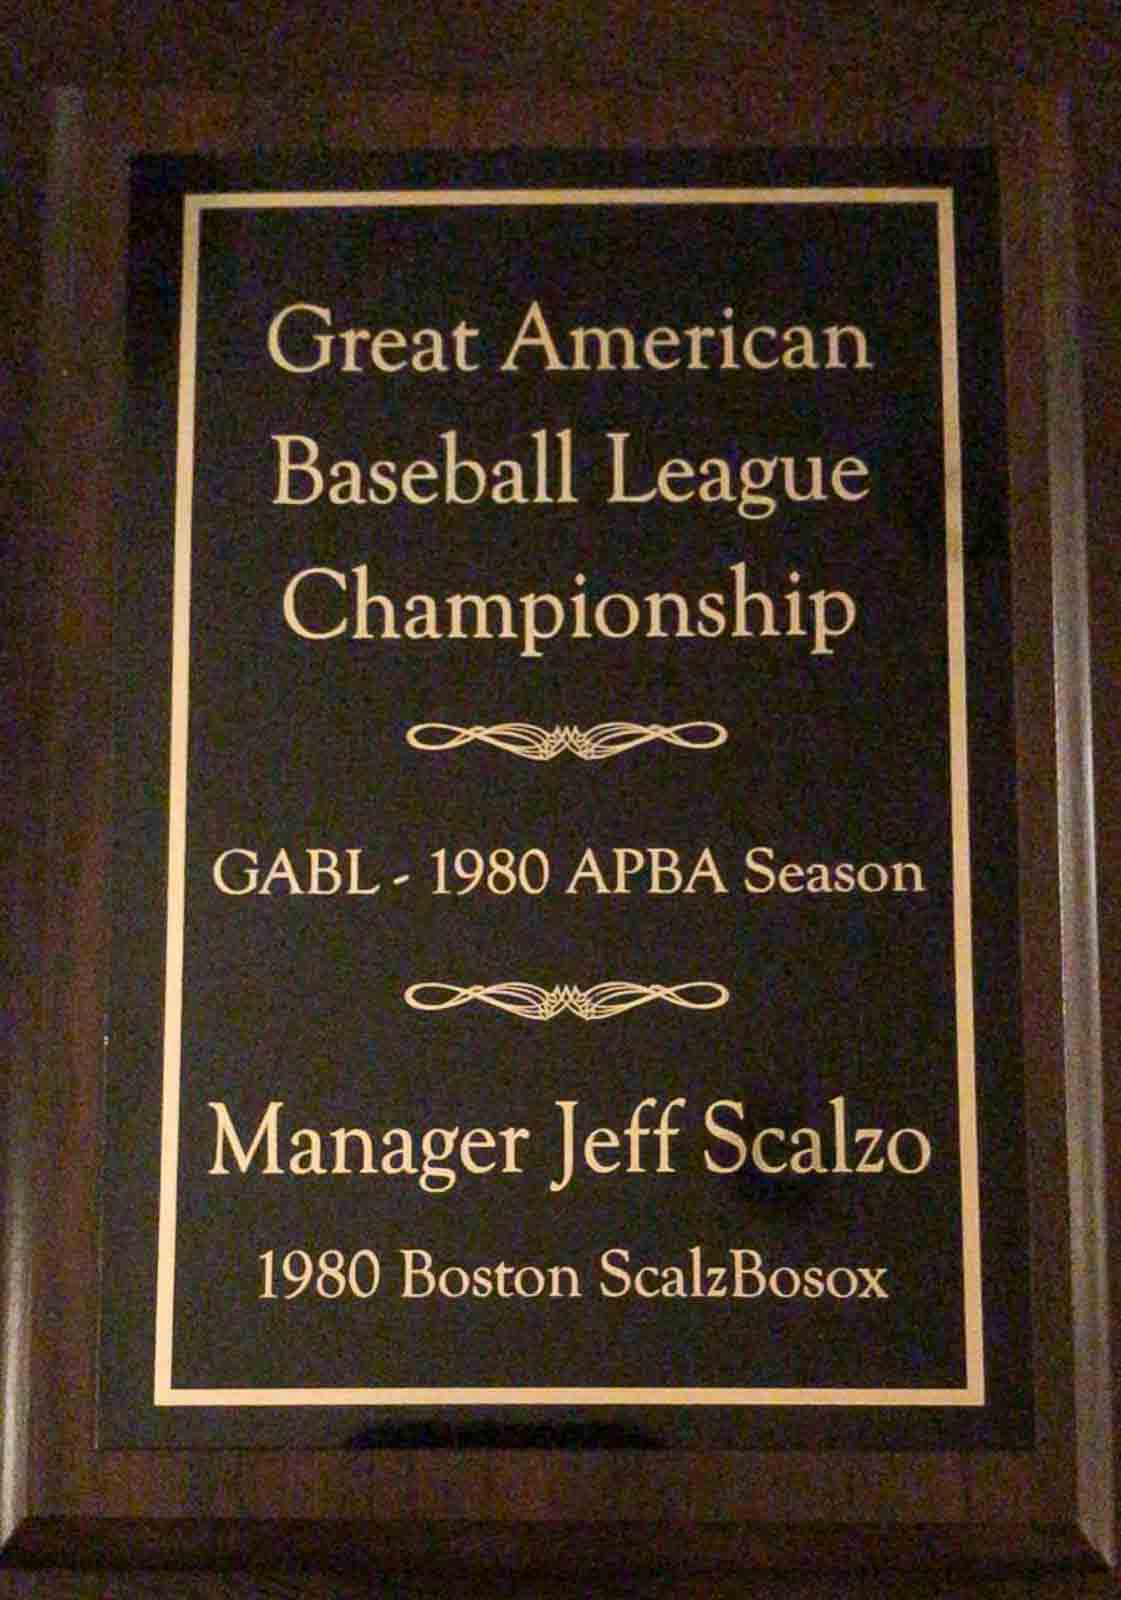 Great American
Baseball League
Championship
GABL - 1980 APBA Season
Manager Jeff Scalzo
1980 Boston ScalzBosox